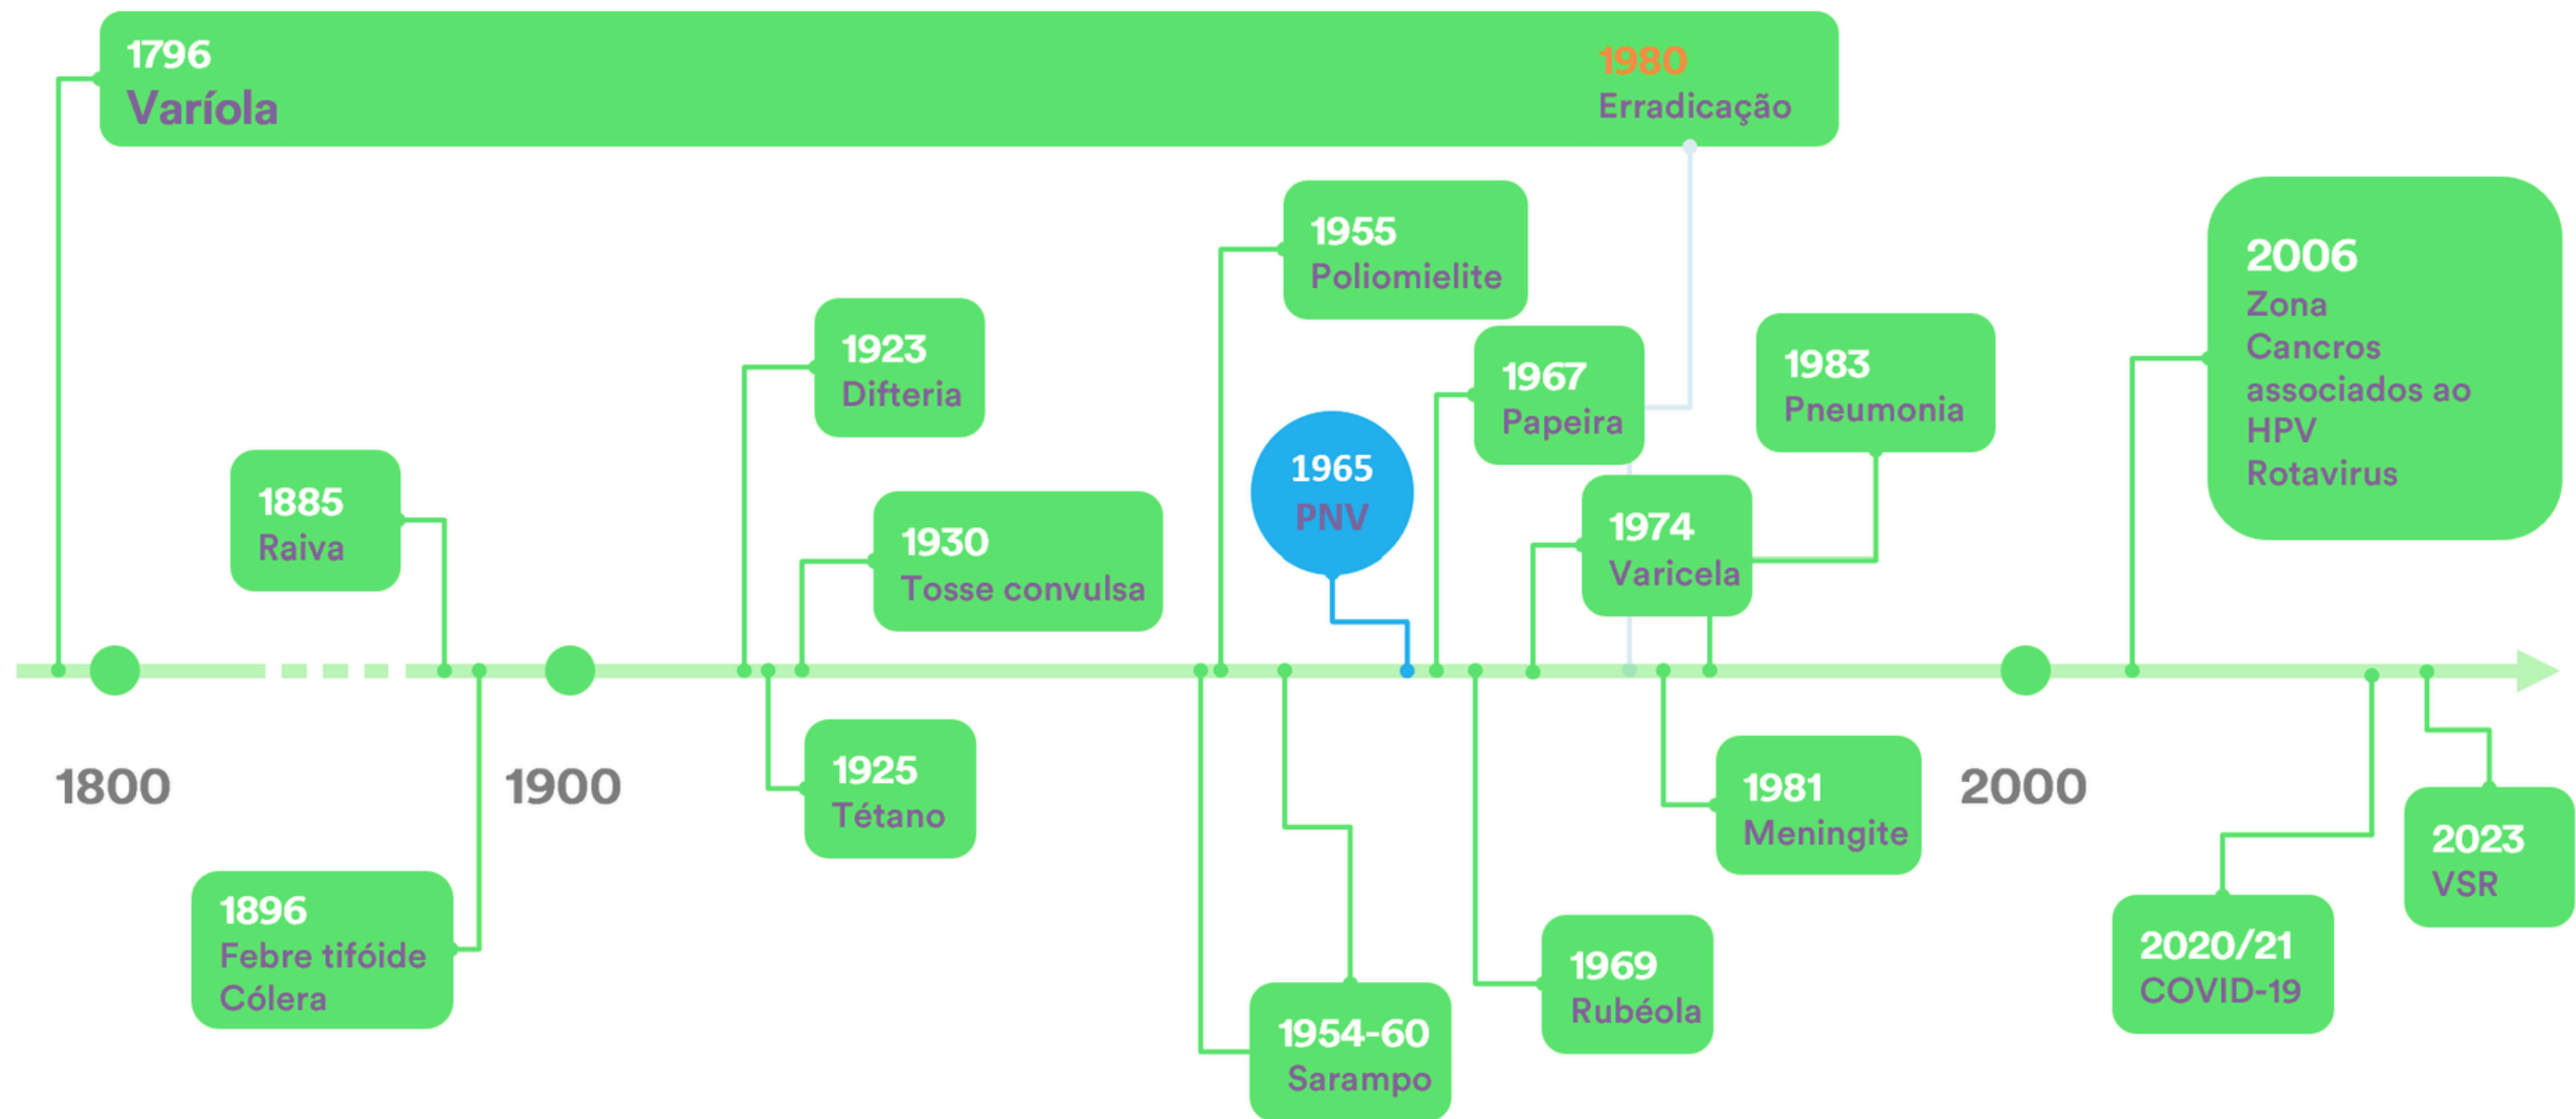 1796
Varíola
1980
Erradicação
1955
Poliomielite
2006
Zona
Cancros
associados ao
HPV
Rotavirus
1923
Difteria
1967
Papeira
1983
Pneumonia
1965
PNV
1885
Raiva
1930
Tosse convulsa
1974
Varicela
1800
1900
2000
1925
Tétano
1981
Meningite
2023
VSR
1896
Febre tifóide
Cólera
1969
Rubéola
2020/21
COVID-19
1954-60
Sarampo